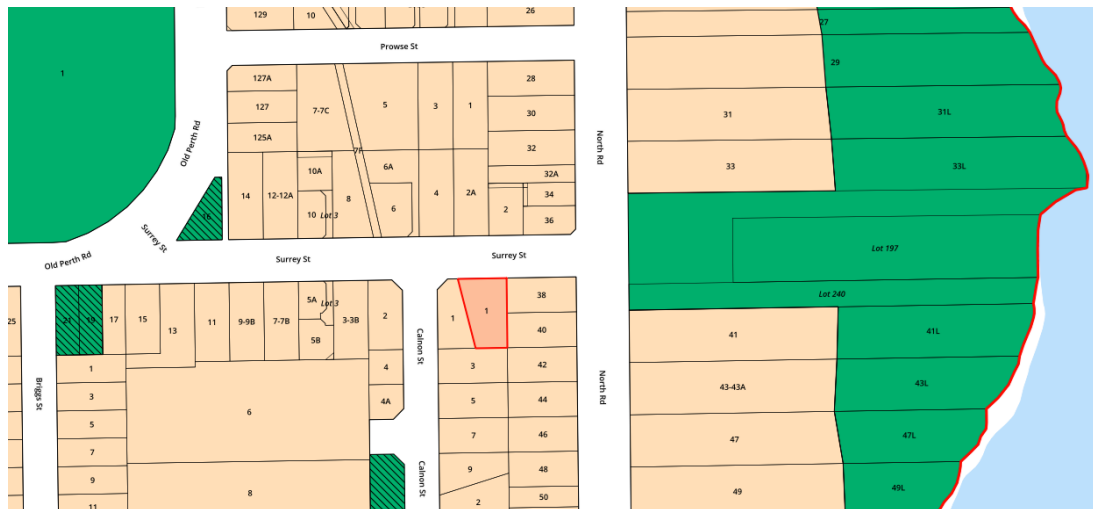 129
10
26
27
Prowse St
1
29
127A
127
125A
7-7C
5
3
1
28
30
32
32A
34
36
31
31L
33
33L
Old Perth Rd
North Rd
7F
10A
6A
14
12-12A
10
Lot 3
8
6
4
2A
2
16
Surrey St
Old Perth Rd
Surrey St
Surrey St
Lot 197
Lot 240
25
21
19
17
15
13
11
9-9B
7-7B
5A
Lot 3
5B
3-3B
2
Calnon St
1
1
38
40
41
41L
Briggs St
1
3
5
7
9
11
6
8
4
4A
3
5
7
9
2
42
44
46
48
50
North Rd
Calnon St
43-43A
43L
47
47L
49
49L